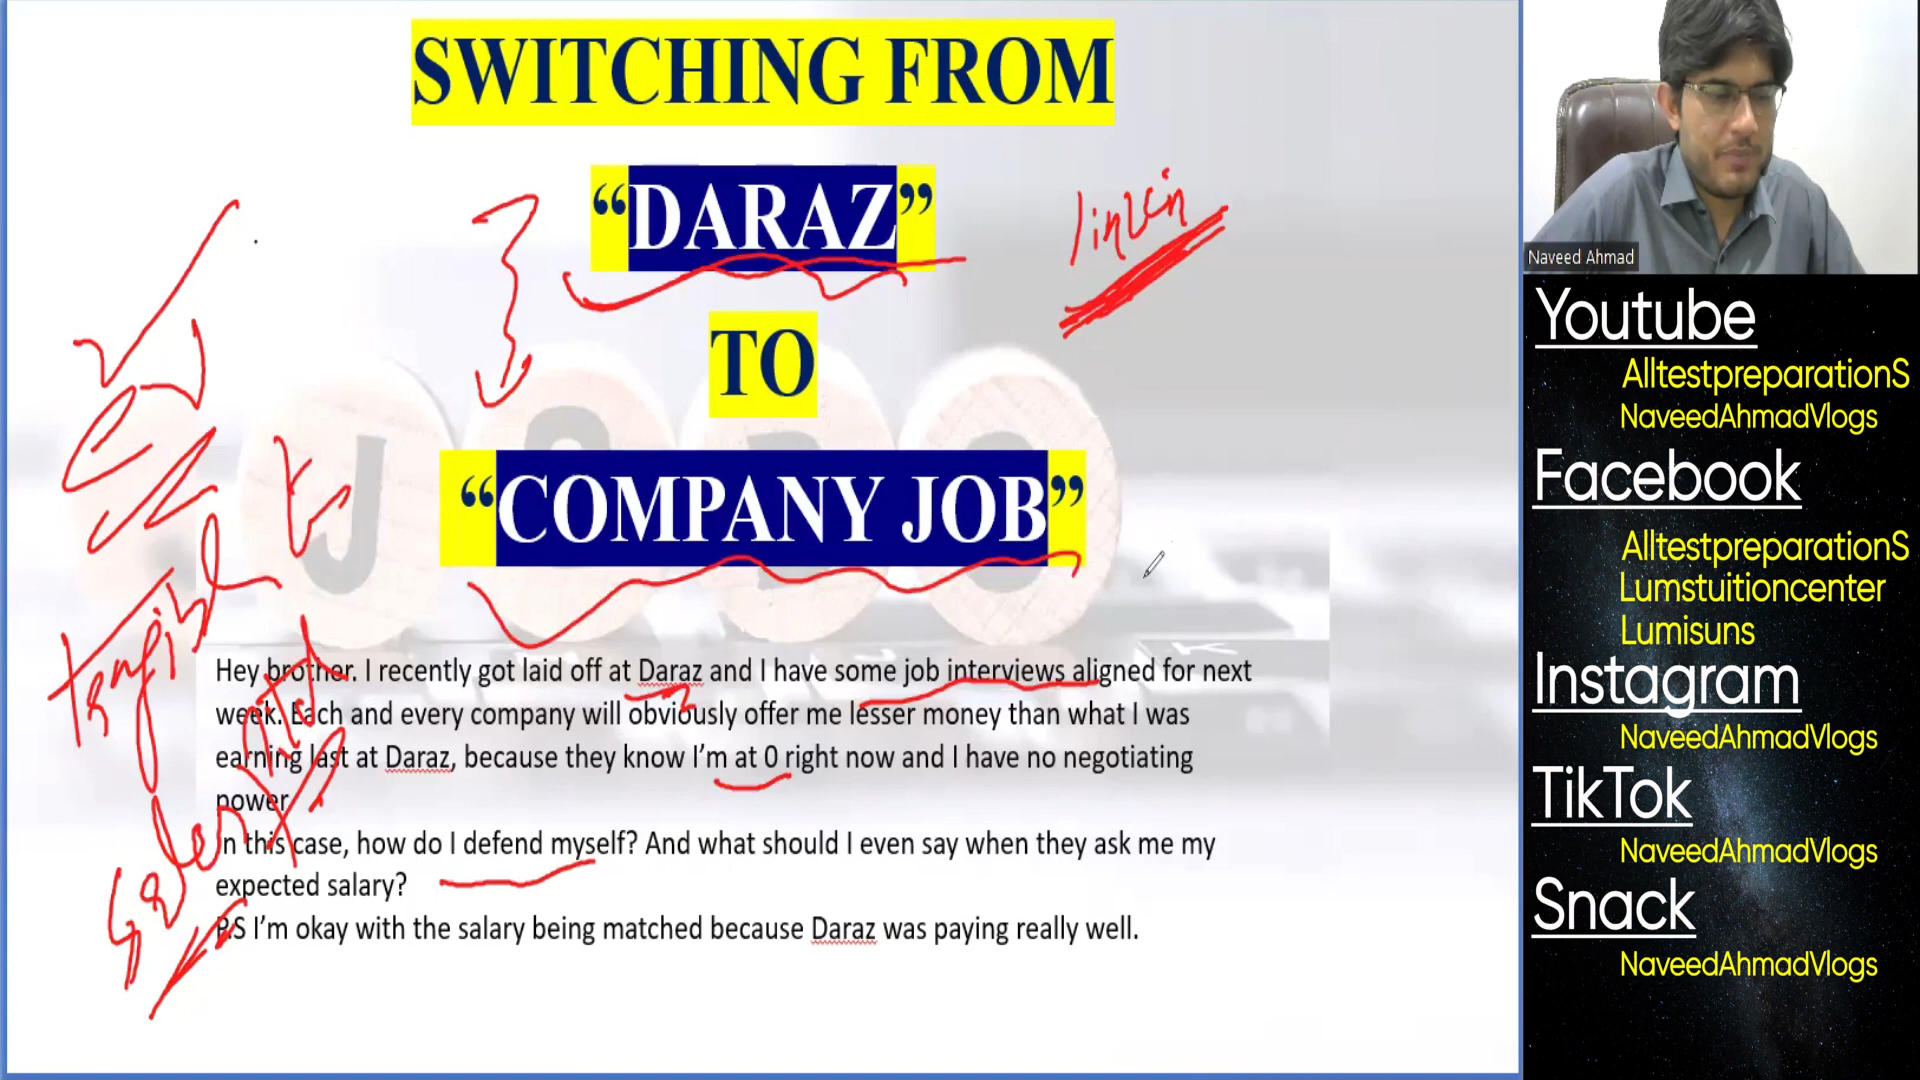 SWITCHING FROM
“DARAZ”
TO
“COMPANY JOB”
Hey brother. I recently got laid off at Daraz and I have some job interviews aligned for next
week. Each and every company will obviously offer me lesser money than what I was
earning last at Daraz, because they know I’m at 0 right now and I have no negotiating
power
In this case, how do I defend myself? And what should I even say when they ask me my
expected salary?
P.S I’m okay with the salary being matched because Daraz was paying really well.
Naveed Ahmad
Youtube
AlltestpreparationS
NaveedAhmadVlogs
Facebook
AlltestpreparationS
Lumstuitioncenter
Lumisuns
Instagram
NaveedAhmadVlogs
TikTok
NaveedAhmadVlogs
Snack
NaveedAhmadVlogs